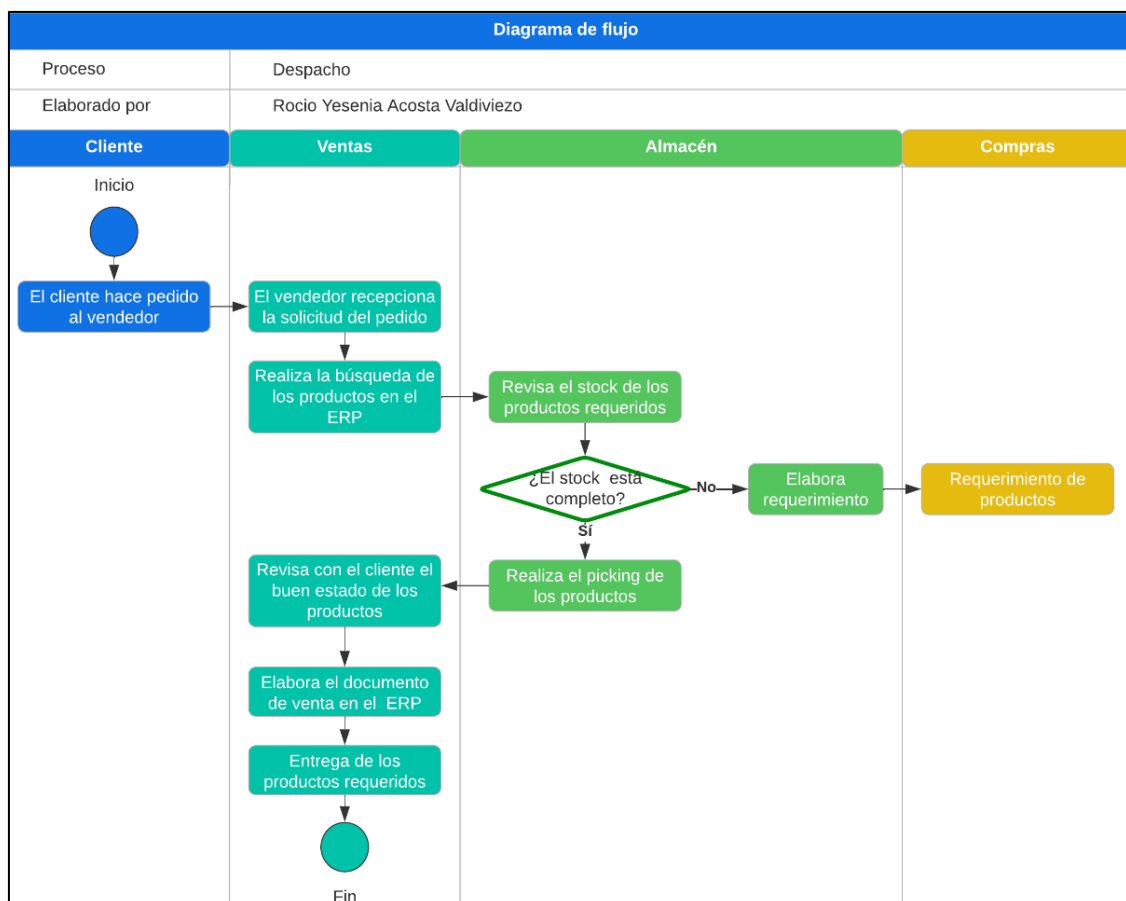 Diagrama de flujo
Proceso
Despacho
Elaborado por
Rocio Yesenia Acosta Valdiviezo
Cliente
Ventas
Almacén
Compras
Inicio
El cliente hace pedido
al vendedor
El vendedor recepciona
la solicitud del pedido
Realiza la búsqueda de
los productos en el
ERP
Revisa el stock de los
productos requeridos
¿El stock está
completo?
No
Elabora
requerimiento
Requerimiento de
productos
Sí
Realiza el picking de
los productos
Revisa con el cliente el
buen estado de los
productos
Elabora el documento
de venta en el ERP
Entrega de los
productos requeridos
Fin